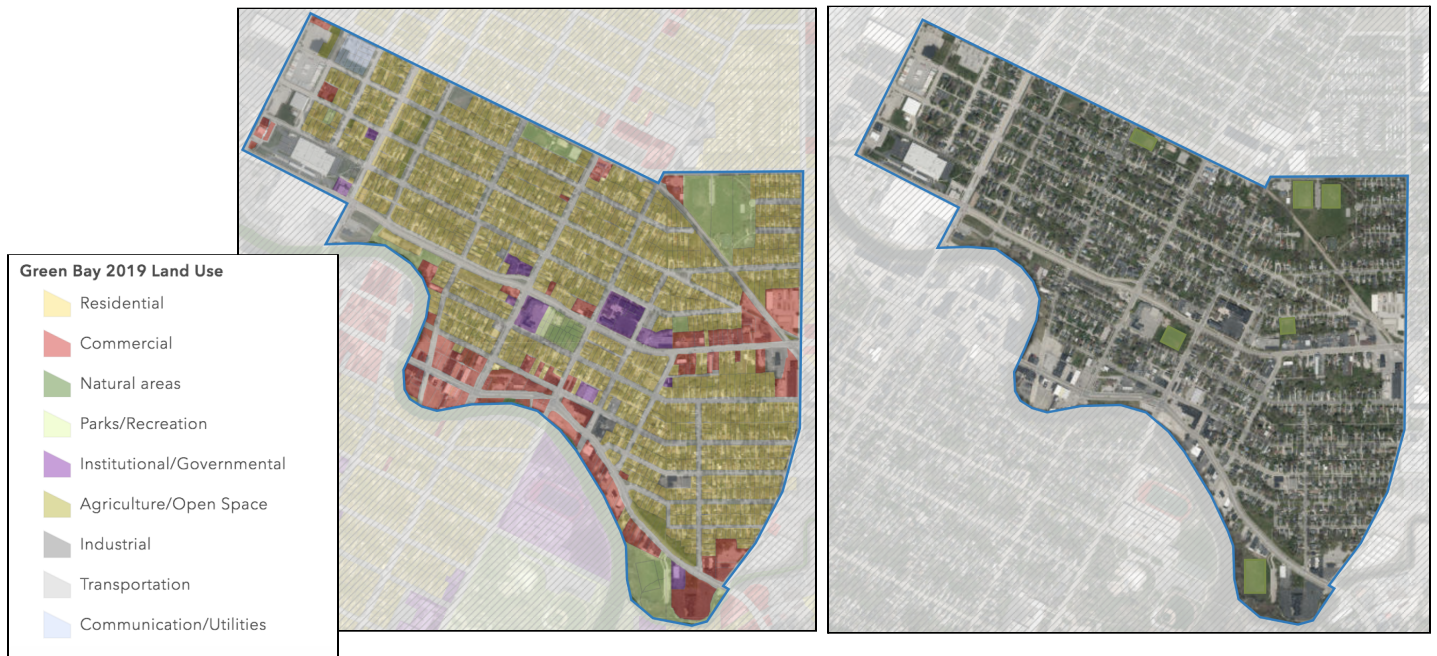 Green Bay 2019 Land Use
Residential
Commercial
Natural areas
Parks/Recreation
Institutional/Governmental
Agriculture/Open Space
Industrial
Transportation
Communication/Utilities